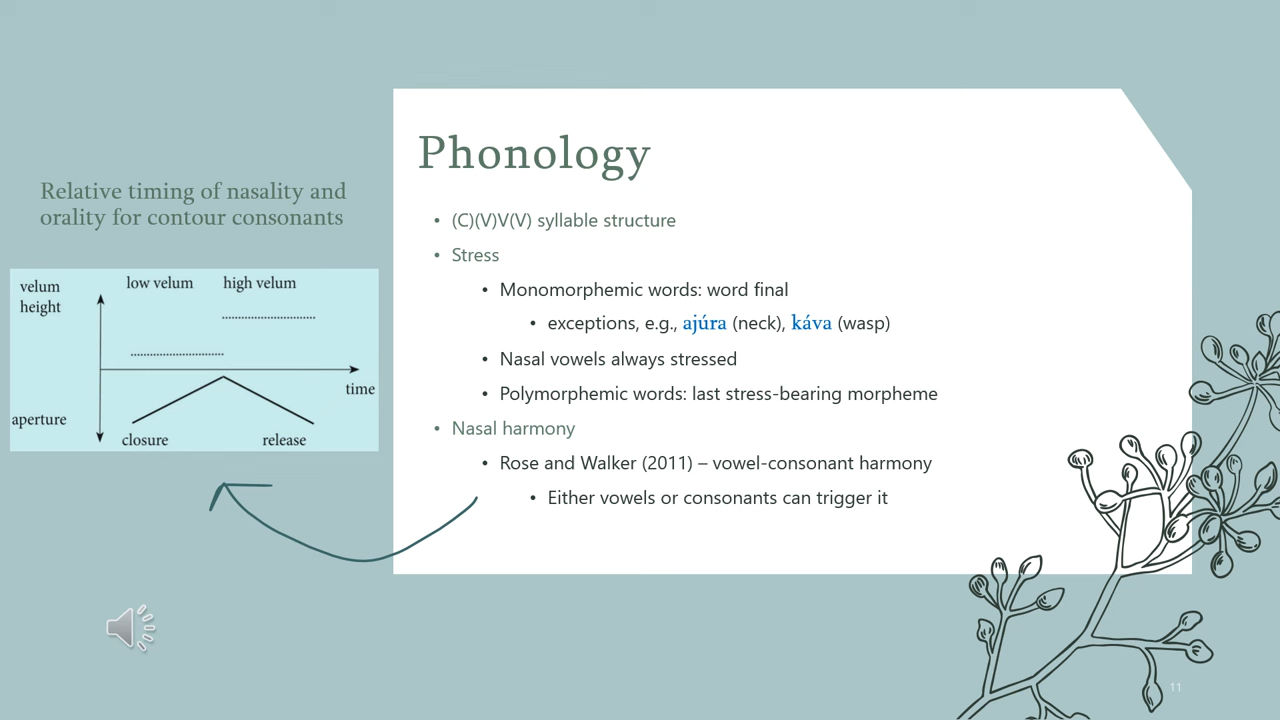 Relative timing of nasality and
orality for contour consonants
velum
height
low velum
high velum
time
aperture
closure
release
Phonology
• (C)(V)V(V) syllable structure
• Stress
• Monomorphemic words: word final
• exceptions, e.g., ajúra (neck), káva (wasp)
• Nasal vowels always stressed
• Polymorphemic words: last stress-bearing morpheme
• Nasal harmony
• Rose and Walker (2011) – vowel-consonant harmony
• Either vowels or consonants can trigger it
11